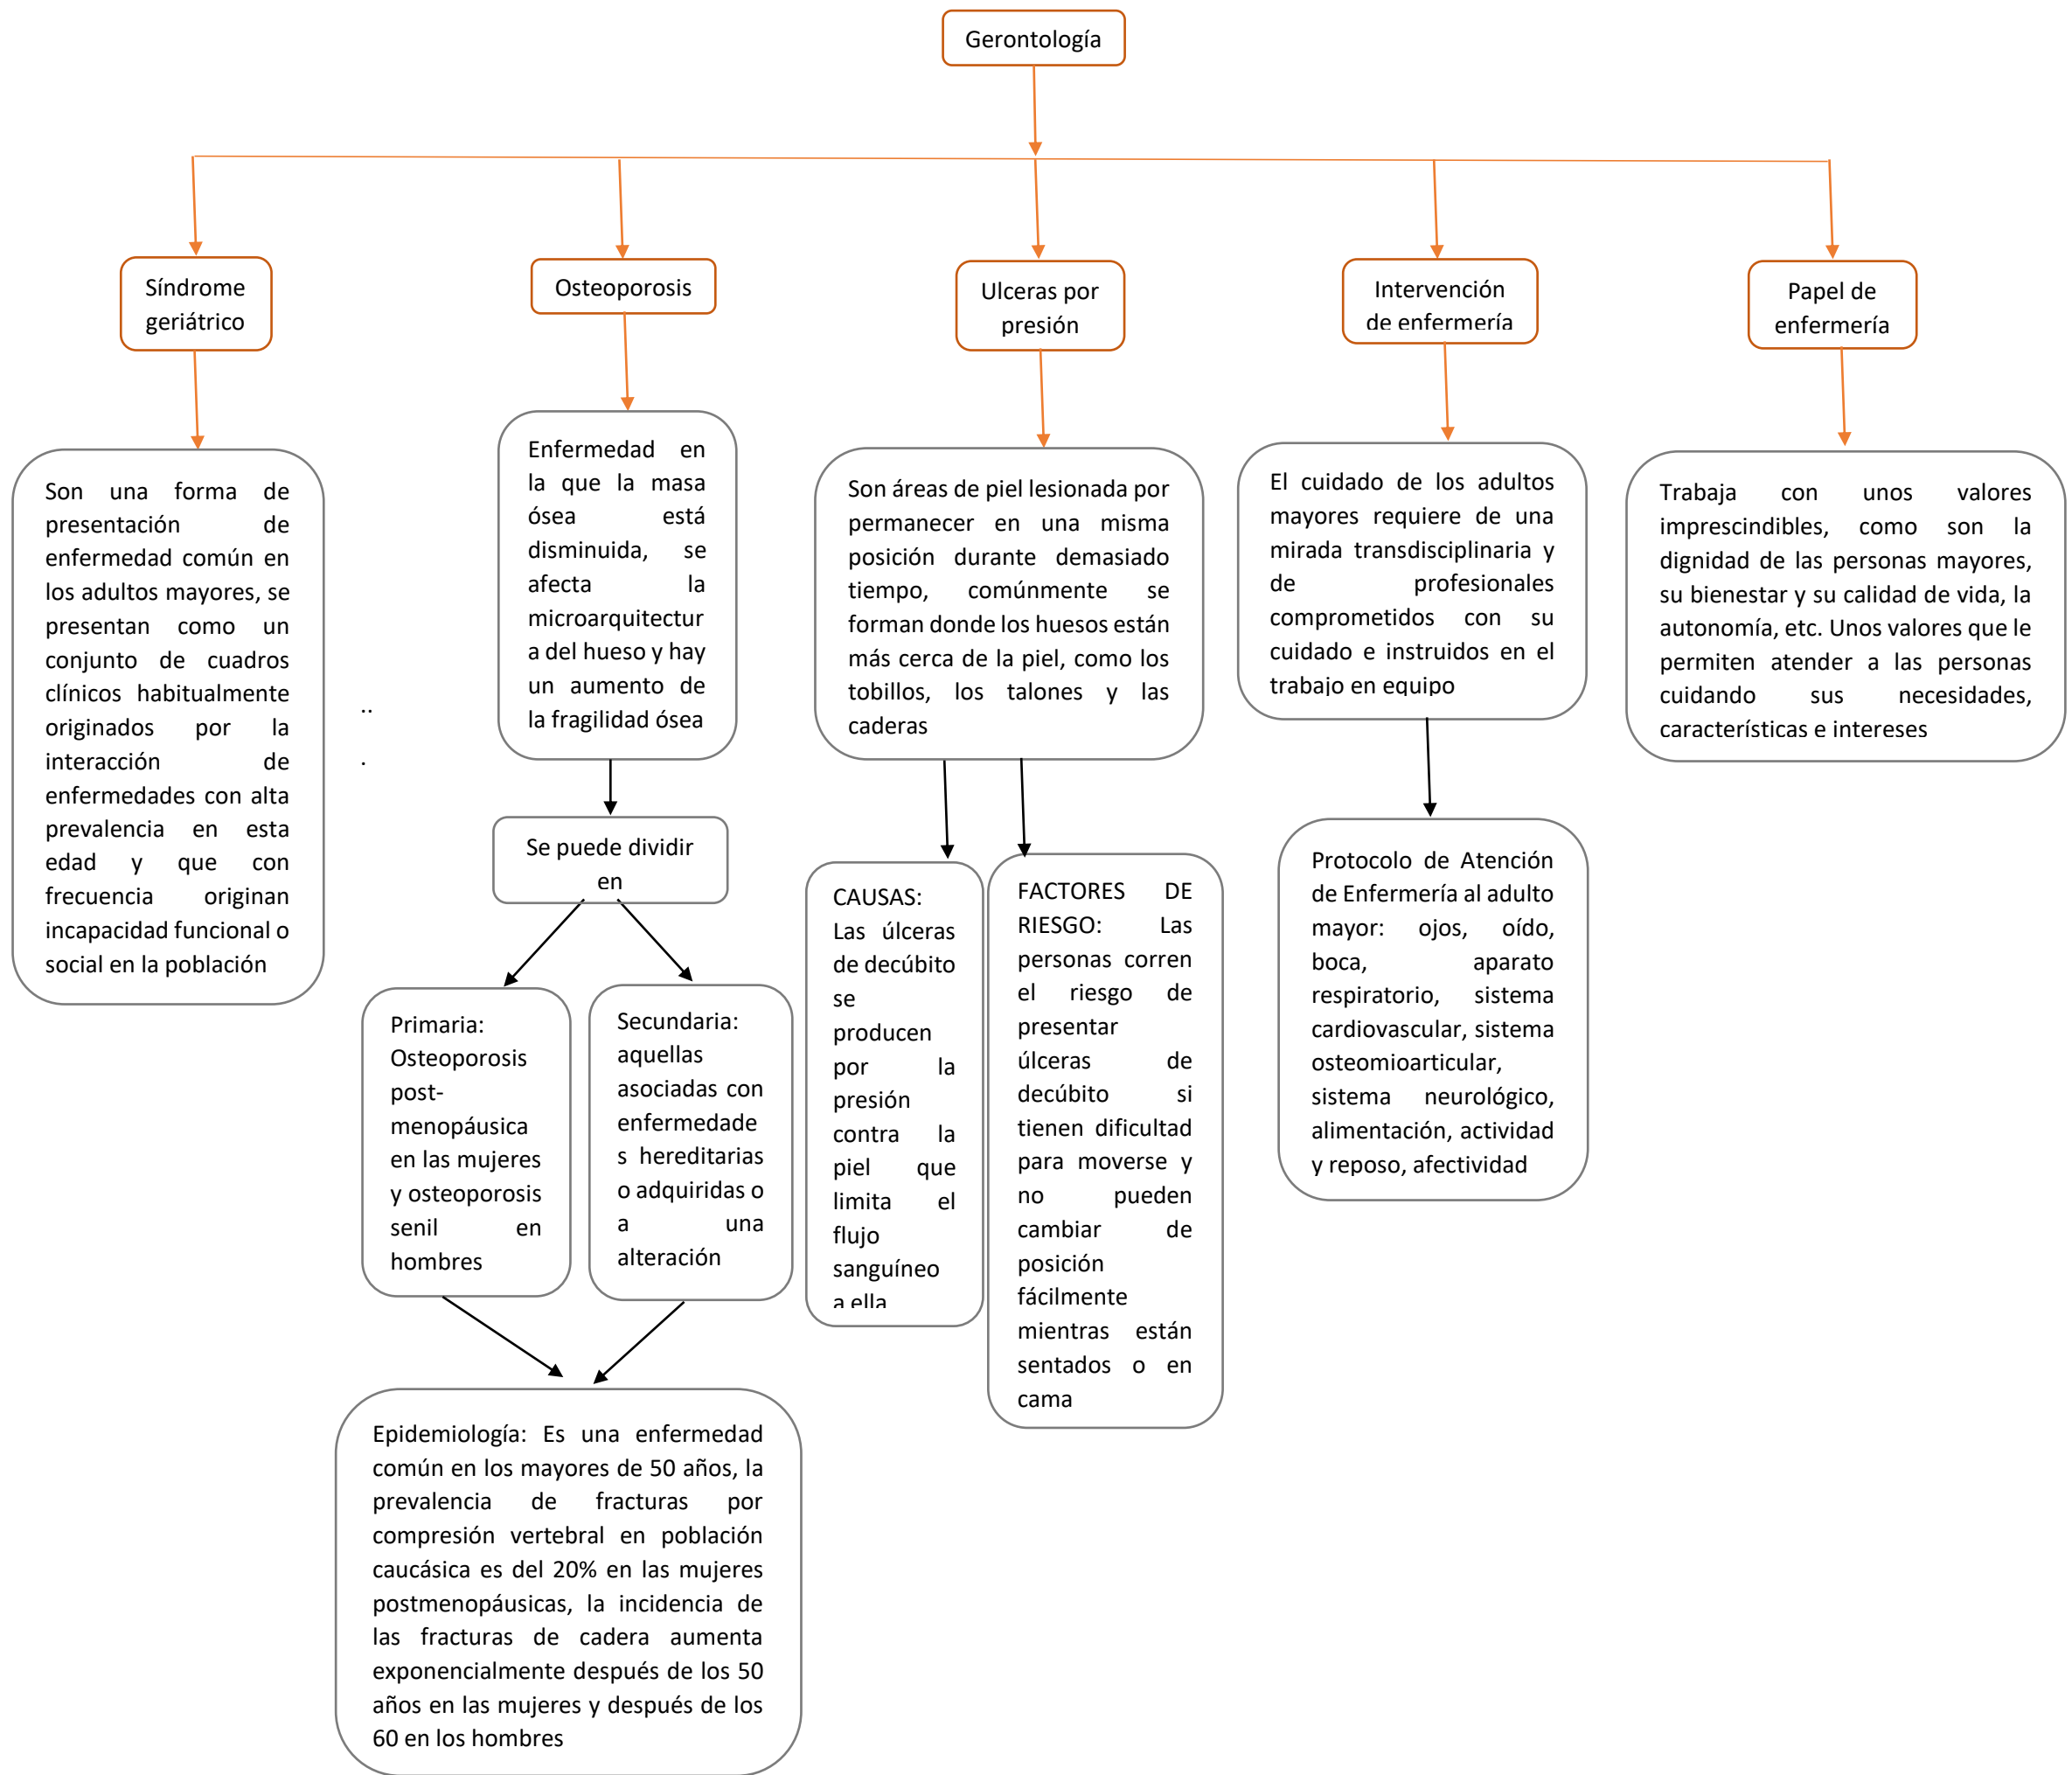 Gerontología
Síndrome
geriátrico
Osteoporosis
Ulceras por
presión
Intervención
de enfermería
Papel de
enfermería
Son una forma de
presentación de
enfermedad común en
los adultos mayores, se
presentan como un
conjunto de cuadros
clínicos habitualmente
originados por la
interacción de
enfermedades con alta
prevalencia en esta
edad y que con
frecuencia originan
incapacidad funcional o
social en la población
..
.
Enfermedad en
la que la masa
ósea está
disminuida, se
afecta la
microarquitectur
a del hueso y hay
un aumento de
la fragilidad ósea
Se puede dividir
en
Primaria:
Osteoporosis
post-
menopáusica
en las mujeres
y osteoporosis
senil en
hombres
Secundaria:
aquellas
asociadas con
enfermedade
s hereditarias
o adquiridas o
a una
alteración
Epidemiología: Es una enfermedad
común en los mayores de 50 años, la
prevalencia de fracturas por
compresión vertebral en población
caucásica es del 20% en las mujeres
postmenopáusicas, la incidencia de
las fracturas de cadera aumenta
exponencialmente después de los 50
años en las mujeres y después de los
60 en los hombres
Son áreas de piel lesionada por
permanecer en una misma
posición durante demasiado
tiempo, comúnmente se
forman donde los huesos están
más cerca de la piel, como los
tobillos, los talones y las
caderas
CAUSAS:
Las úlceras
de decúbito
se
producen
por la
presión
contra la
piel que
limita el
flujo
sanguíneo
a ella
FACTORES DE
RIESGO: Las
personas corren
el riesgo de
presentar
úlceras de
decúbito si
tienen dificultad
para moverse y
no pueden
cambiar de
posición
fácilmente
mientras están
sentados o en
cama
El cuidado de los adultos
mayores requiere de una
mirada transdisciplinaria y
de profesionales
comprometidos con su
cuidado e instruidos en el
trabajo en equipo
Protocolo de Atención
de Enfermería al adulto
mayor: ojos, oído,
boca, aparato
respiratorio, sistema
cardiovascular, sistema
osteomioarticular,
sistema neurológico,
alimentación, actividad
y reposo, afectividad
Trabaja con unos valores
imprescindibles, como son la
dignidad de las personas mayores,
su bienestar y su calidad de vida, la
autonomía, etc. Unos valores que le
permiten atender a las personas
cuidando sus necesidades,
características e intereses